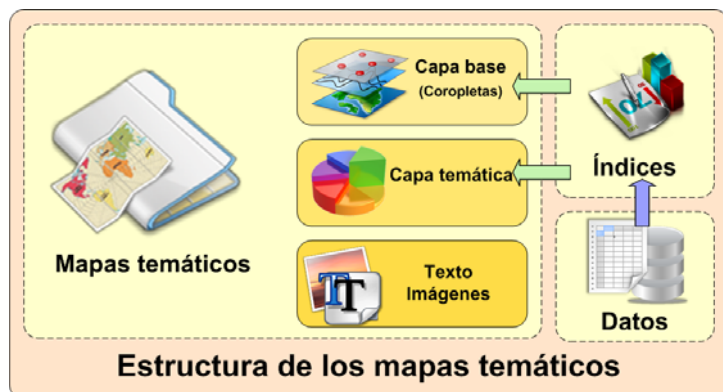 Capa base
(Coropletas)
Capa temática
Texto
Imágenes
Mapas temáticos
Índices
Datos
Estructura de los mapas temáticos